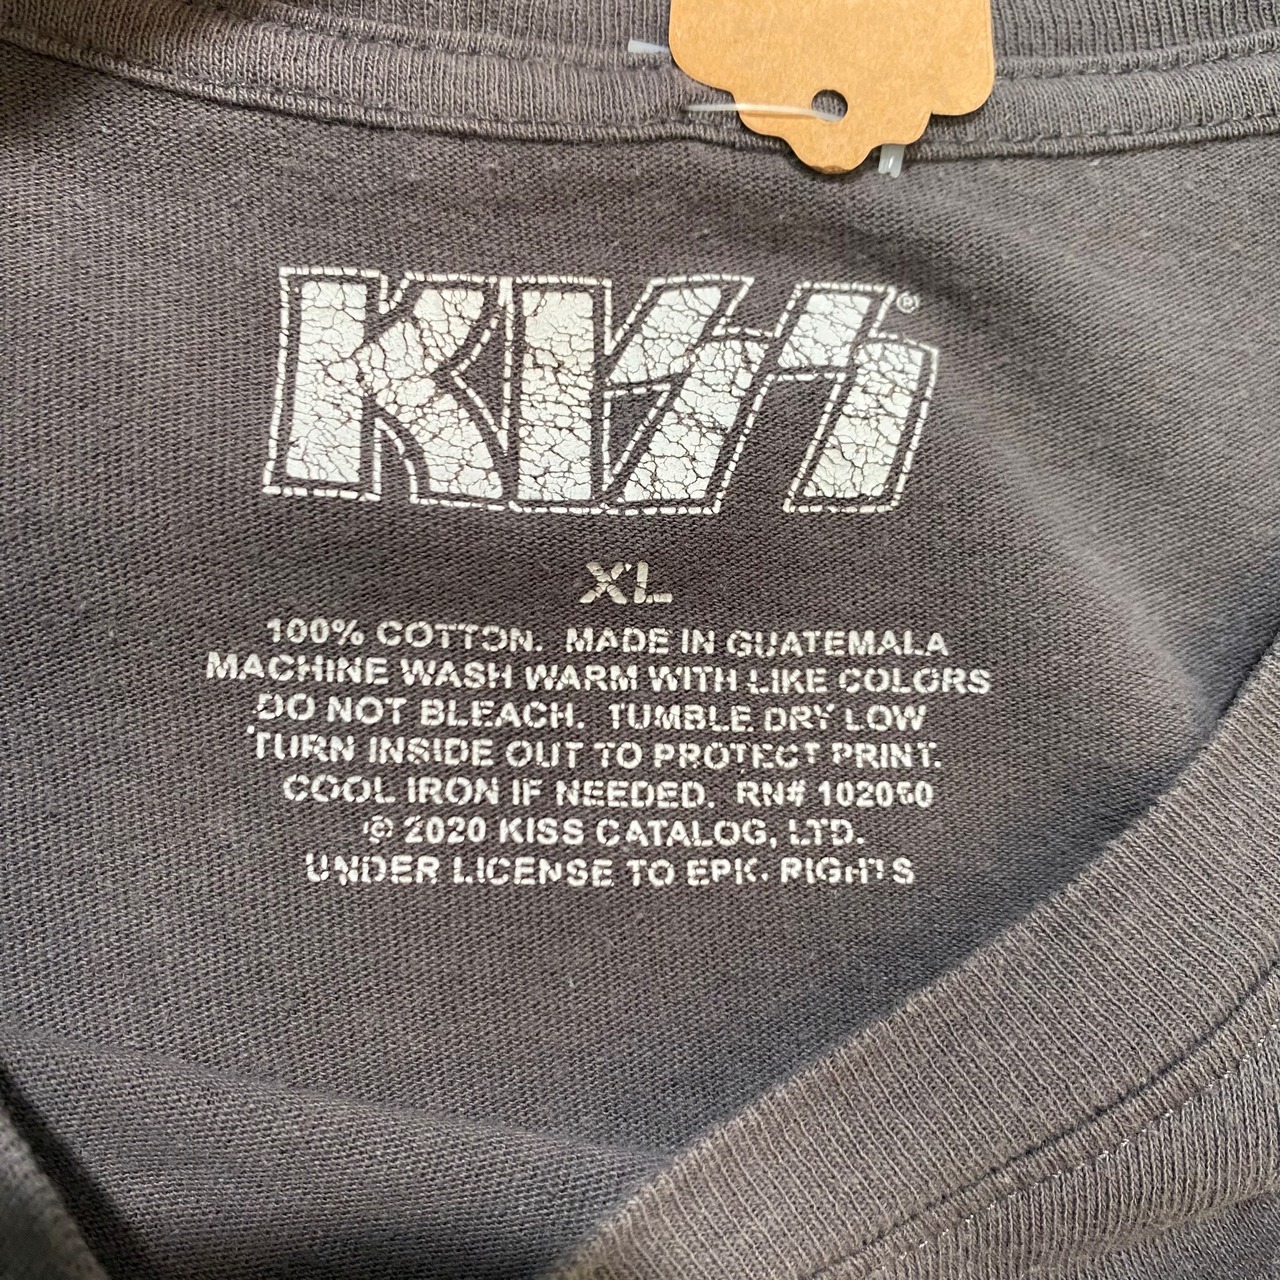 KISS®
XL
100% COTTON. MADE IN GUATEMALA
MACHINE WASH WARM WITH LIKE COLORS
DO NOT BLEACH. TUMBLE DRY LOW
TURN INSIDE OUT TO PROTECT PRINT.
COOL IRON IF NEEDED. RN#
© 2020 KISS CATALOG, LTD.
UNDER LICENSE TO EPIC RIGHTS